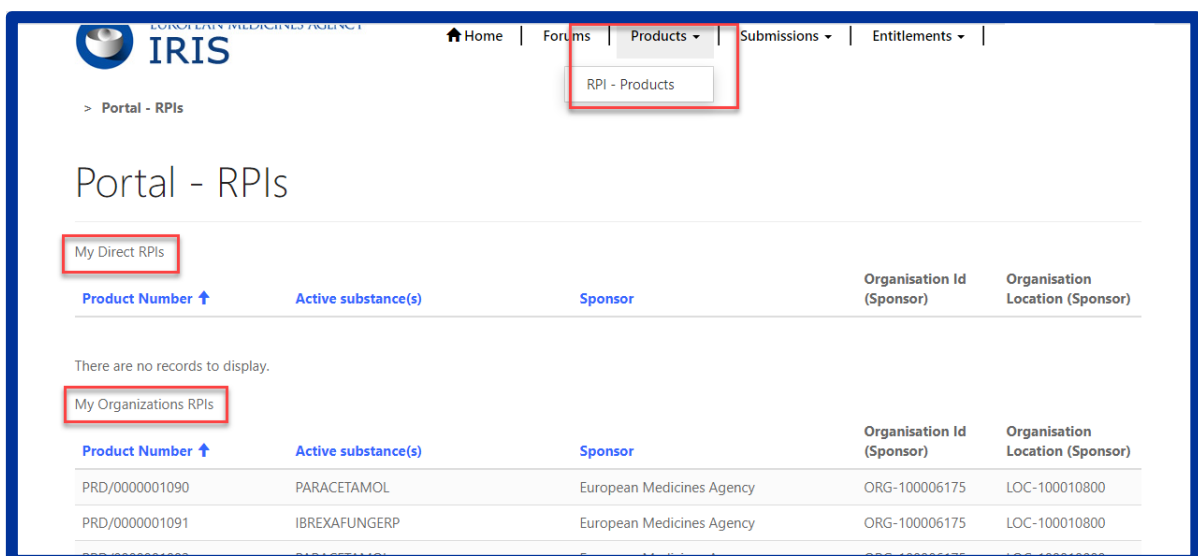 EUROPEAN MEDICINES AGENCY
IRIS
Home | Forums | Products | Submissions | Entitlements |
RPI - Products
> Portal - RPIs
Portal - RPIs
My Direct RPIs
Product Number Active substance(s) Sponsor Organisation Id (Sponsor) Organisation Location (Sponsor)
There are no records to display.
My Organizations RPIs
Product Number Active substance(s) Sponsor Organisation Id (Sponsor) Organisation Location (Sponsor)
PRD/0000001090 PARACETAMOL European Medicines Agency ORG-100006175 LOC-100010800
PRD/0000001091 IBREXAFUNGERP European Medicines Agency ORG-100006175 LOC-100010800